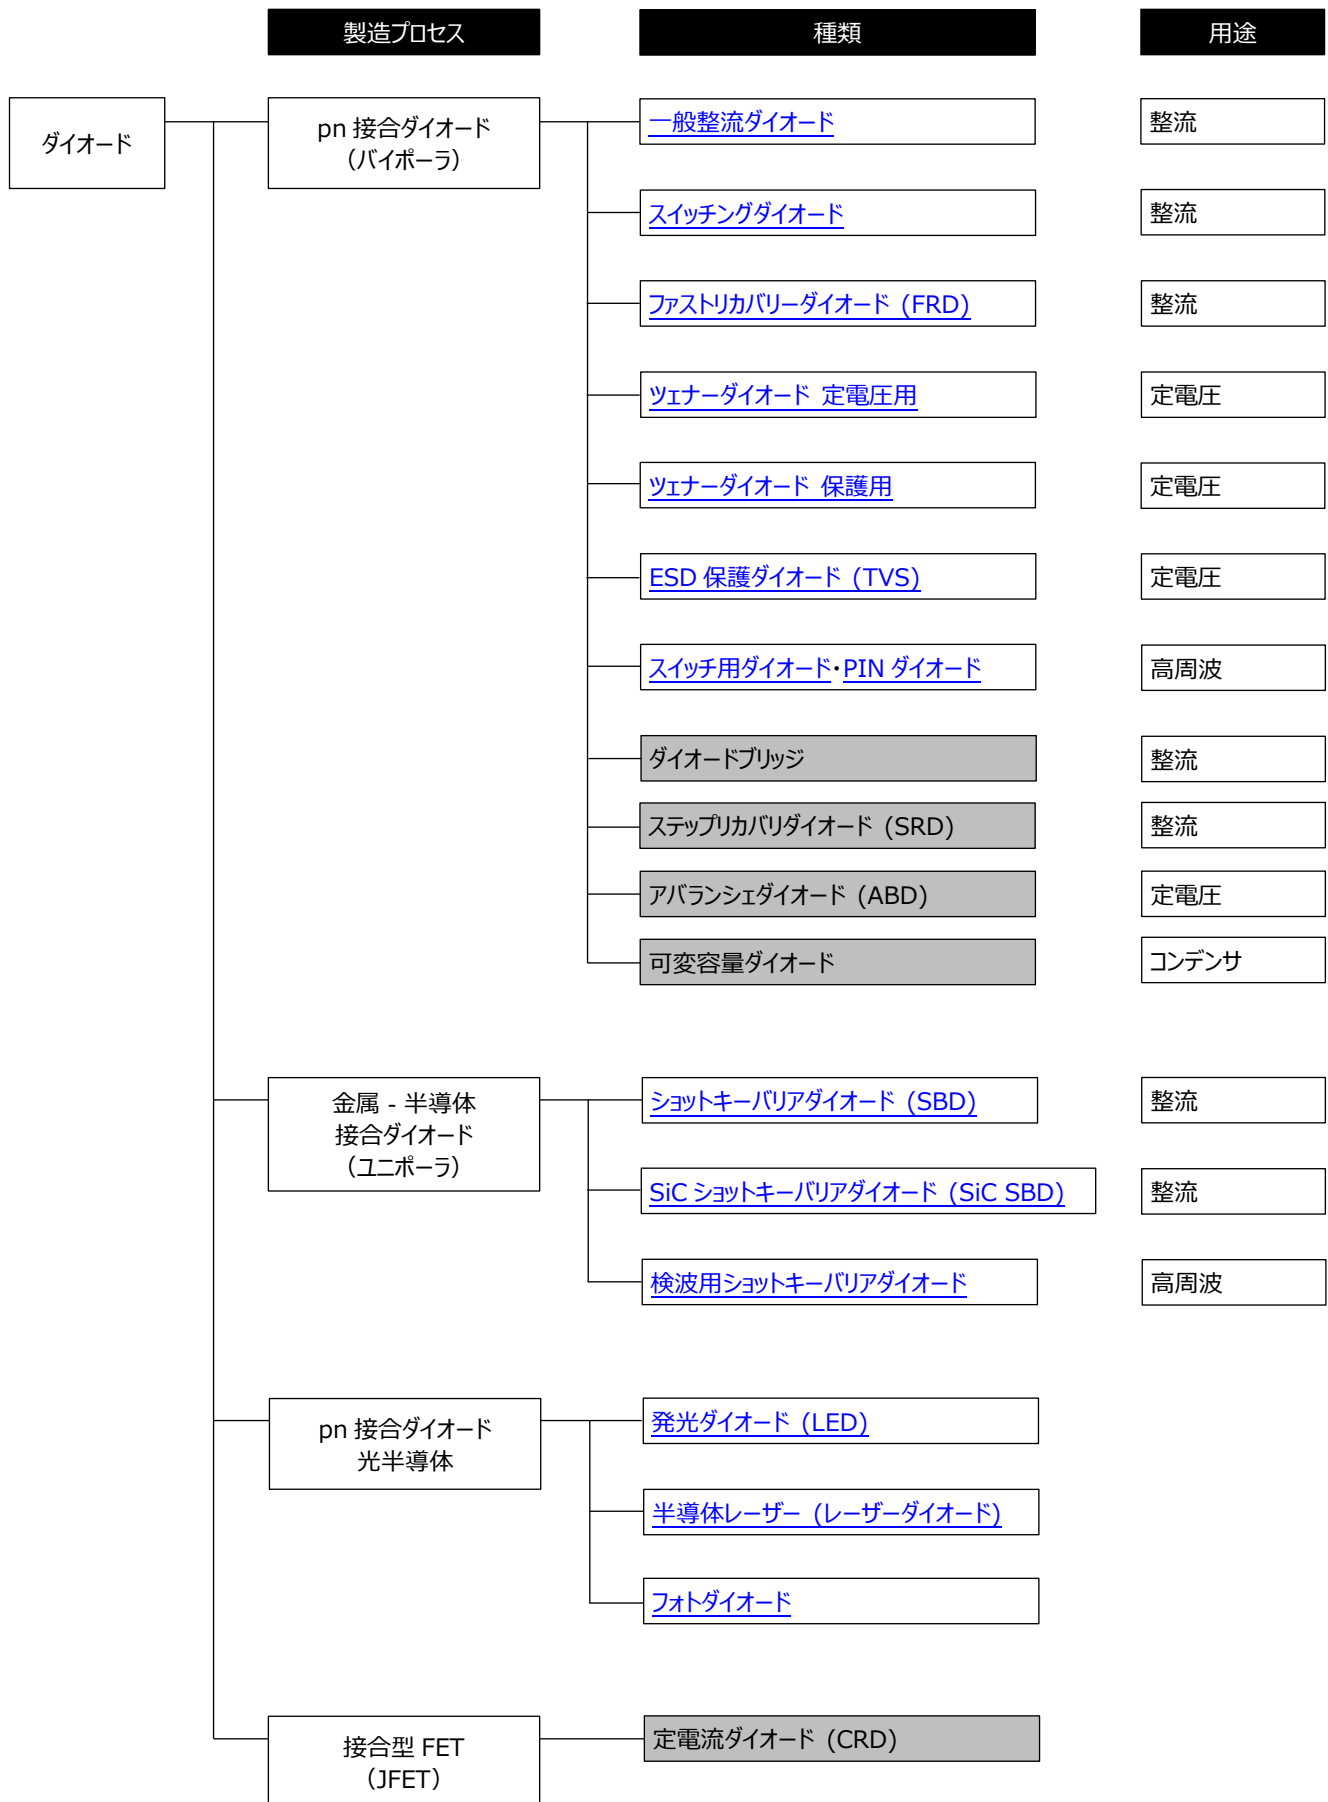 製造プロセス 種類 用途
ダイオード
pn 接合ダイオード
（バイポーラ）
一般整流ダイオード 整流
スイッチングダイオード 整流
ファストリカバリーダイオード (FRD) 整流
ツェナーダイオード 定電圧用 定電圧
ツェナーダイオード 保護用 定電圧
ESD 保護ダイオード (TVS) 定電圧
スイッチ用ダイオード・PIN ダイオード 高周波
ダイオードブリッジ 整流
ステップリカバリダイオード (SRD) 整流
アバランシェダイオード (ABD) 定電圧
可変容量ダイオード コンデンサ
金属 - 半導体
接合ダイオード
（ユニポーラ）
ショットキーバリアダイオード (SBD) 整流
SiC ショットキーバリアダイオード (SiC SBD) 整流
検波用ショットキーバリアダイオード 高周波
pn 接合ダイオード
光半導体
発光ダイオード (LED)
半導体レーザー (レーザーダイオード)
フォトダイオード
接合型 FET
（JFET）
定電流ダイオード (CRD)